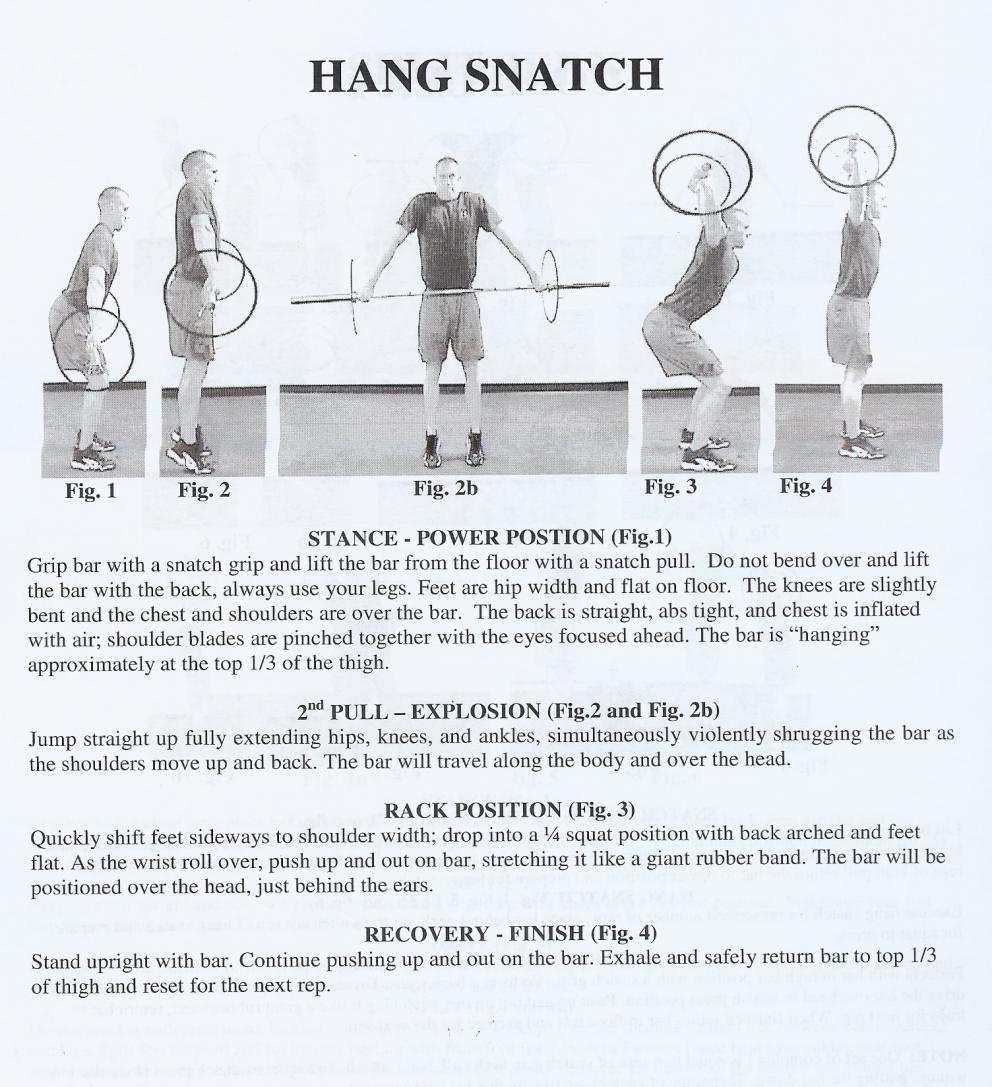 HANG SNATCH
Fig. 1
Fig. 2
Fig. 2b
Fig. 3
Fig. 4
STANCE - POWER POSTION (Fig.1)
Grip bar with a snatch grip and lift the bar from the floor with a snatch pull. Do not bend over and lift
the bar with the back, always use your legs. Feet are hip width and flat on floor. The knees are slightly
bent and the chest and shoulders are over the bar. The back is straight, abs tight, and chest is inflated
with air; shoulder blades are pinched together with the eyes focused ahead. The bar is “hanging”
approximately at the top 1/3 of the thigh.
2nd PULL – EXPLOSION (Fig.2 and Fig. 2b)
Jump straight up fully extending hips, knees, and ankles, simultaneously violently shrugging the bar as
the shoulders move up and back. The bar will travel along the body and over the head.
RACK POSITION (Fig. 3)
Quickly shift feet sideways to shoulder width; drop into a ¼ squat position with back arched and feet
flat. As the wrist roll over, push up and out on bar, stretching it like a giant rubber band. The bar will be
positioned over the head, just behind the ears.
RECOVERY - FINISH (Fig. 4)
Stand upright with bar. Continue pushing up and out on the bar. Exhale and safely return bar to top 1/3
of thigh and reset for the next rep.